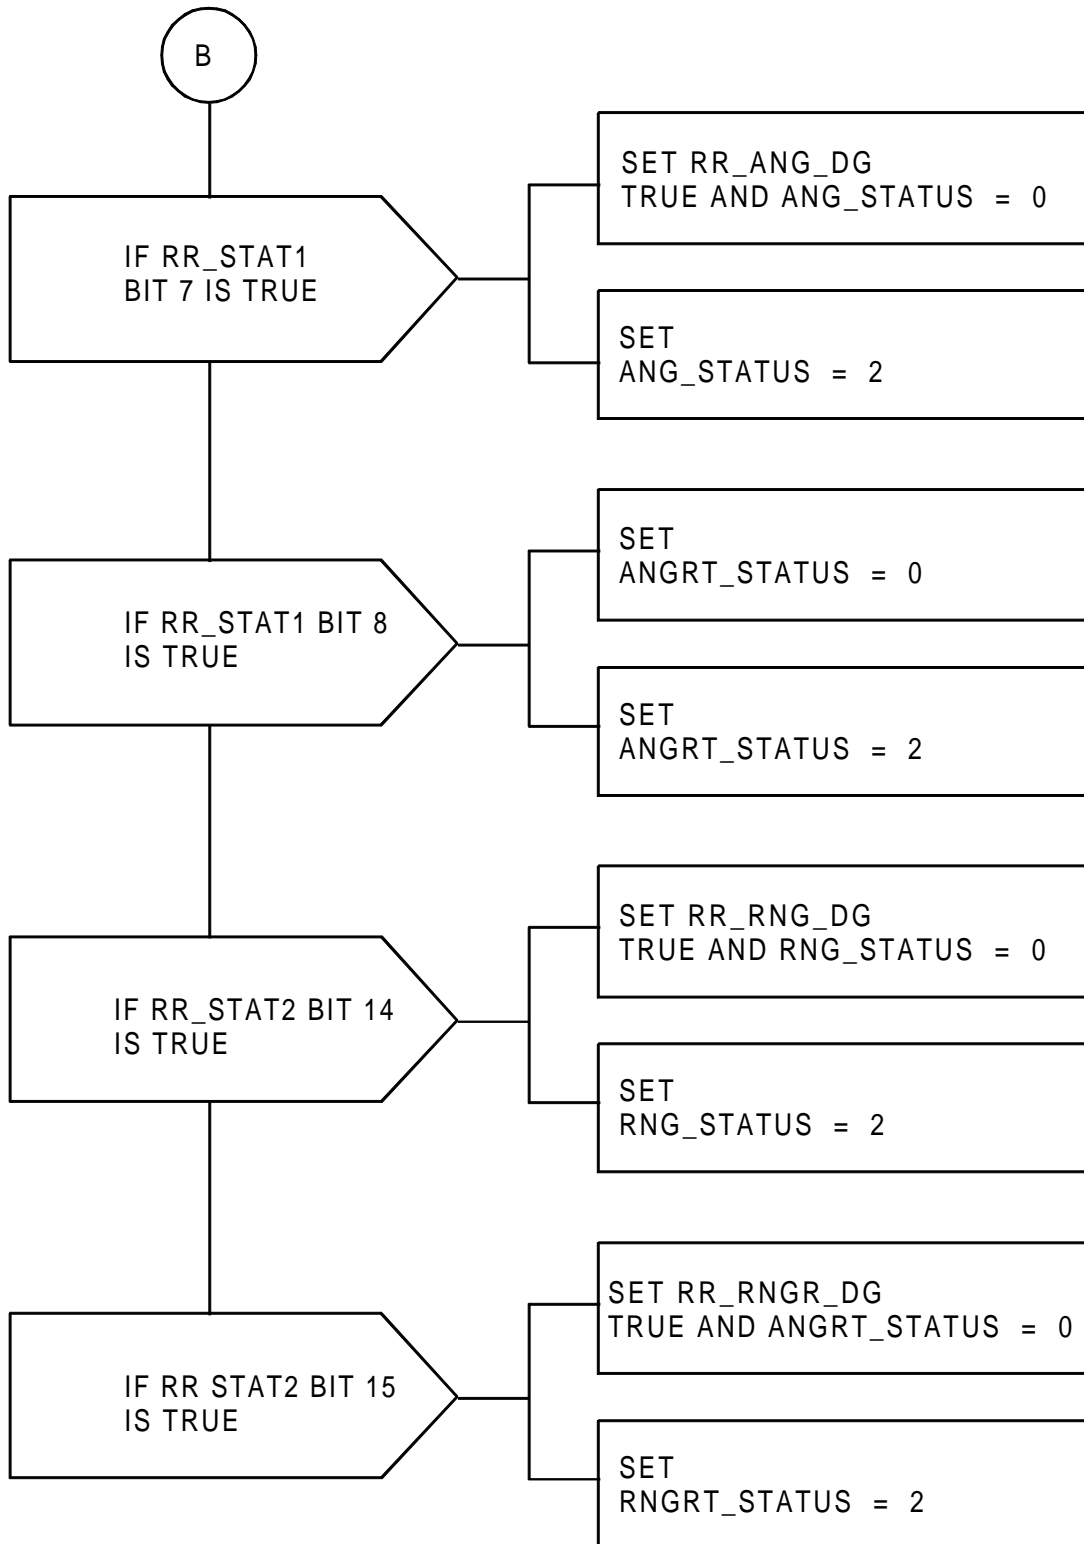 B
SET RR_ANG_DG
TRUE AND ANG_STATUS = 0
IF RR_STAT1
BIT 7 IS TRUE
SET
ANG_STATUS = 2
SET
ANGRT_STATUS = 0
IF RR_STAT1 BIT 8
IS TRUE
SET
ANGRT_STATUS = 2
SET RR_RNG_DG
TRUE AND RNG_STATUS = 0
IF RR_STAT2 BIT 14
IS TRUE
SET
RNG_STATUS = 2
SET RR_RNGR_DG
TRUE AND ANGRT_STATUS = 0
IF RR STAT2 BIT 15
IS TRUE
SET
RNGRT_STATUS = 2